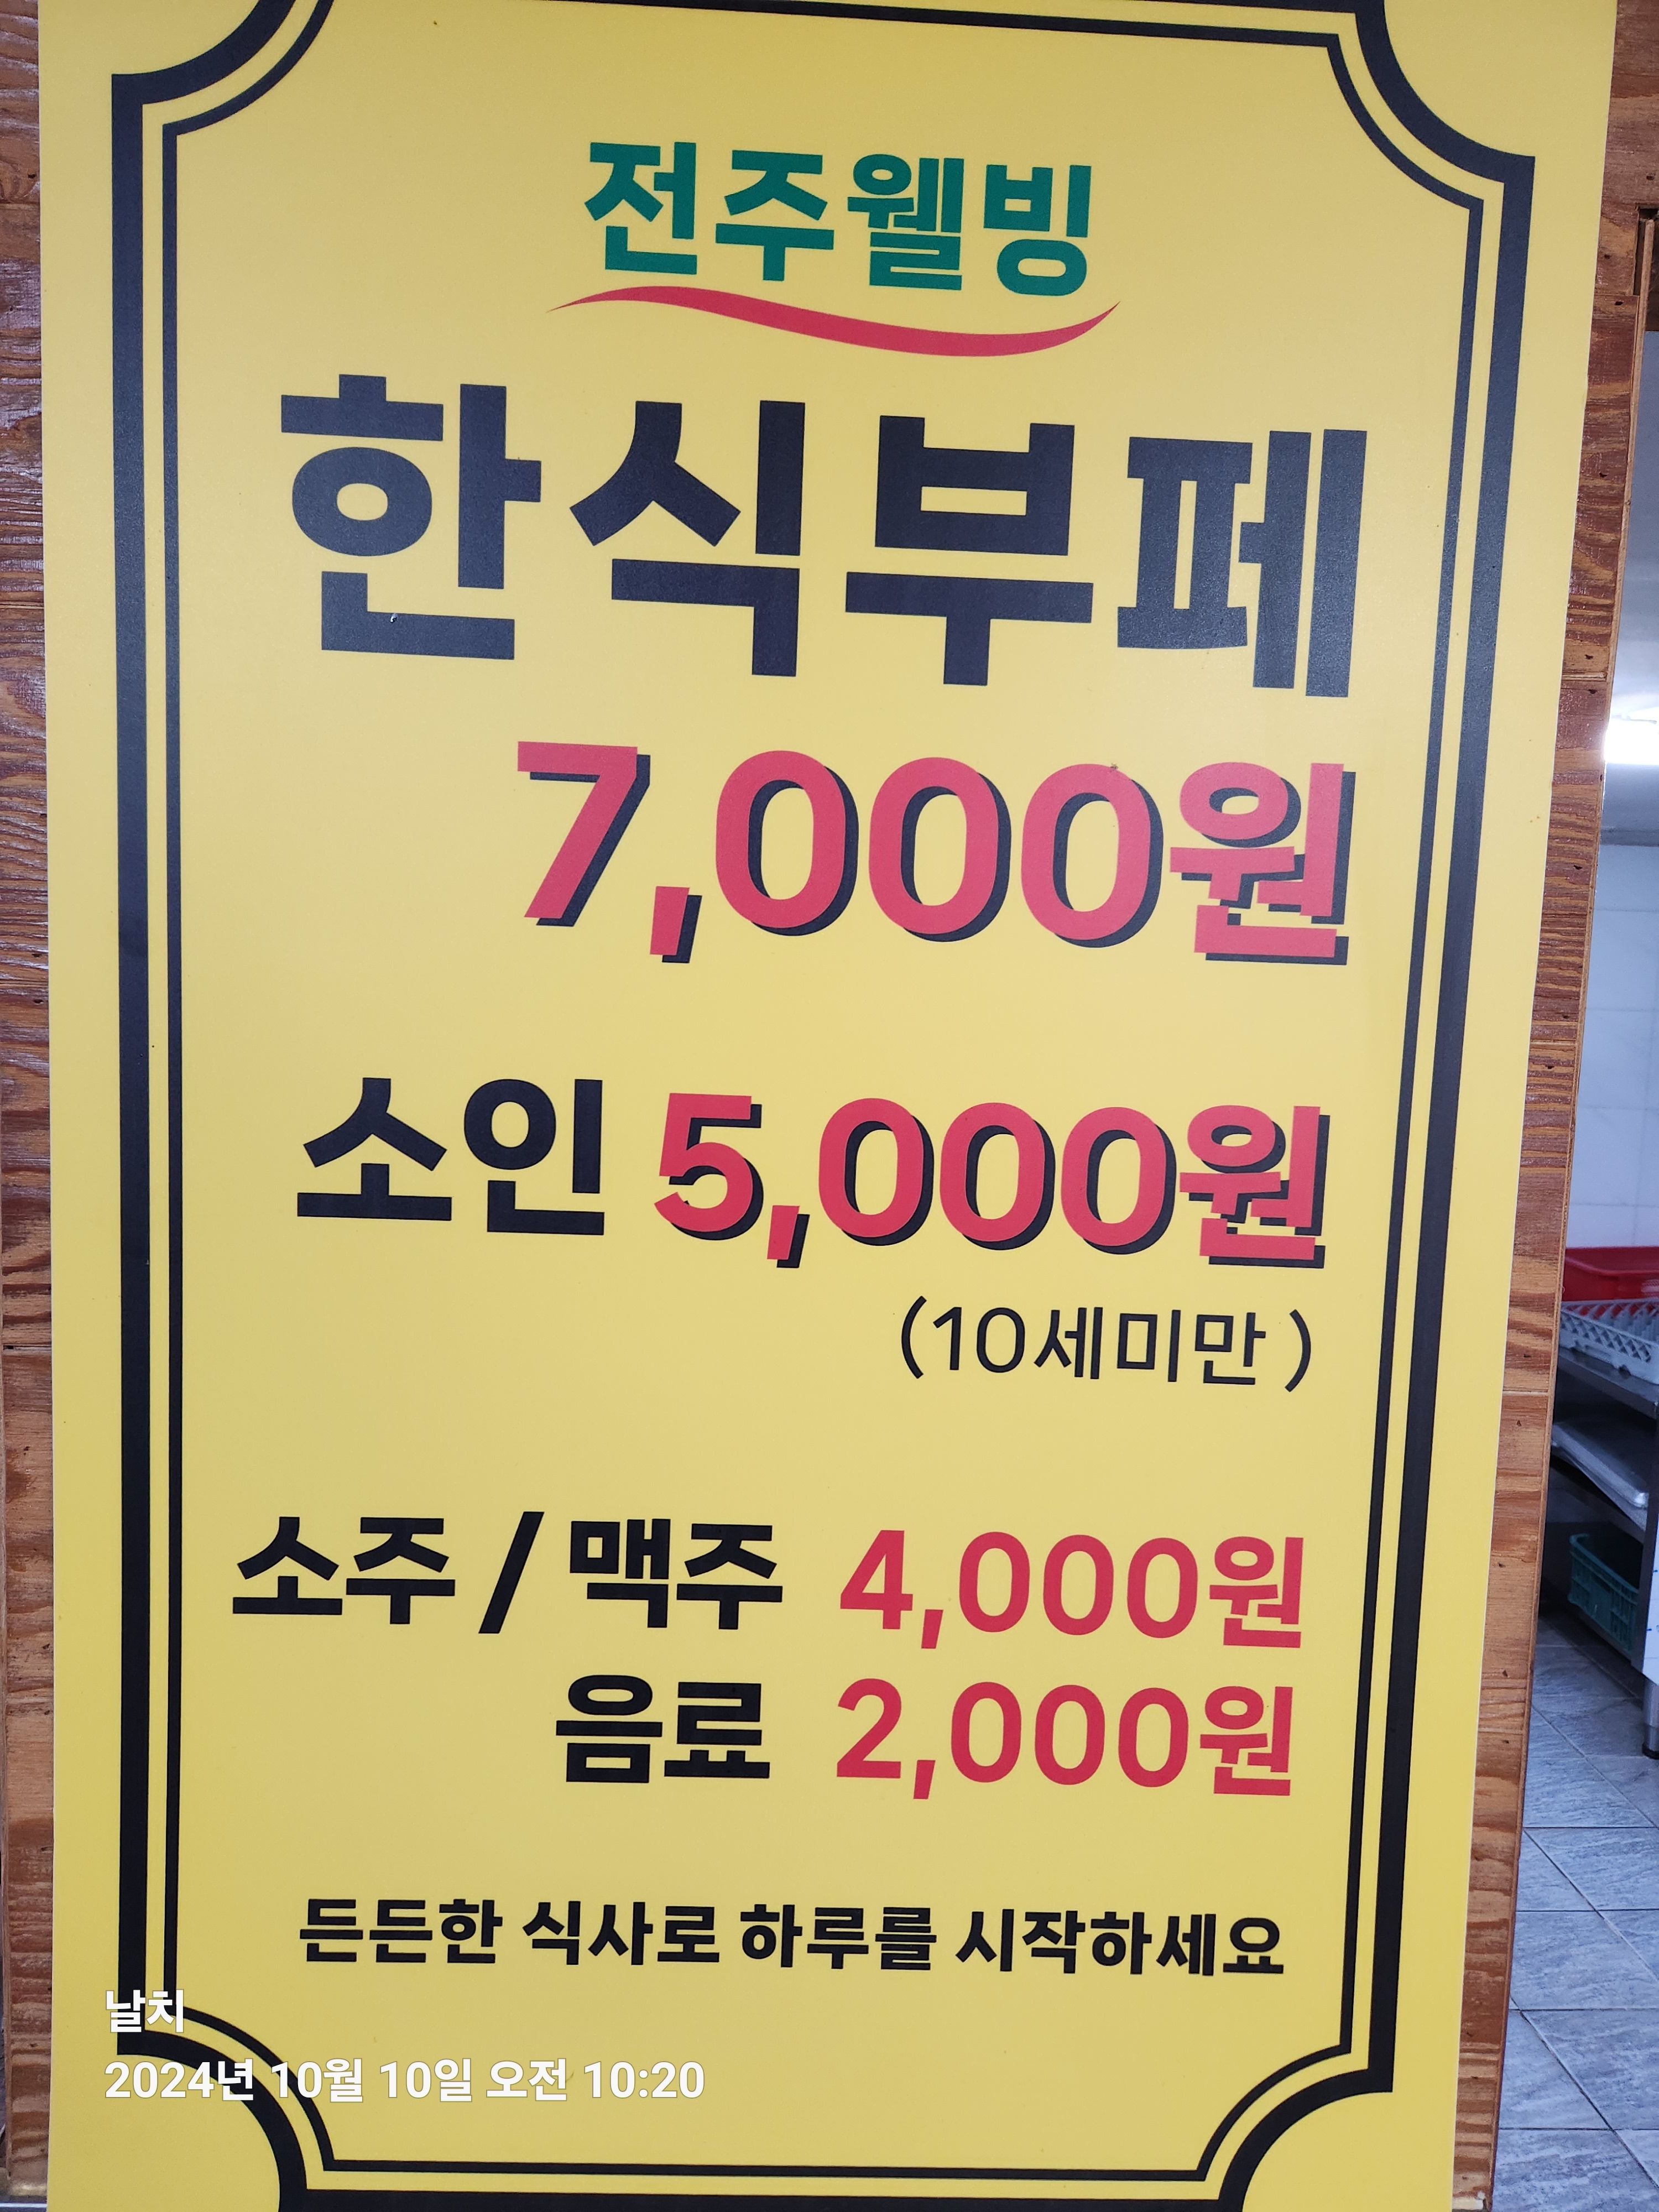 전주웰빙
한식부페
7,000원
소인 5,000원
(10세미만)
소주 / 맥주 4,000원
음료 2,000원
든든한 식사로 하루를 시작하세요
날치
2024년 10월 10일 오전 10:20